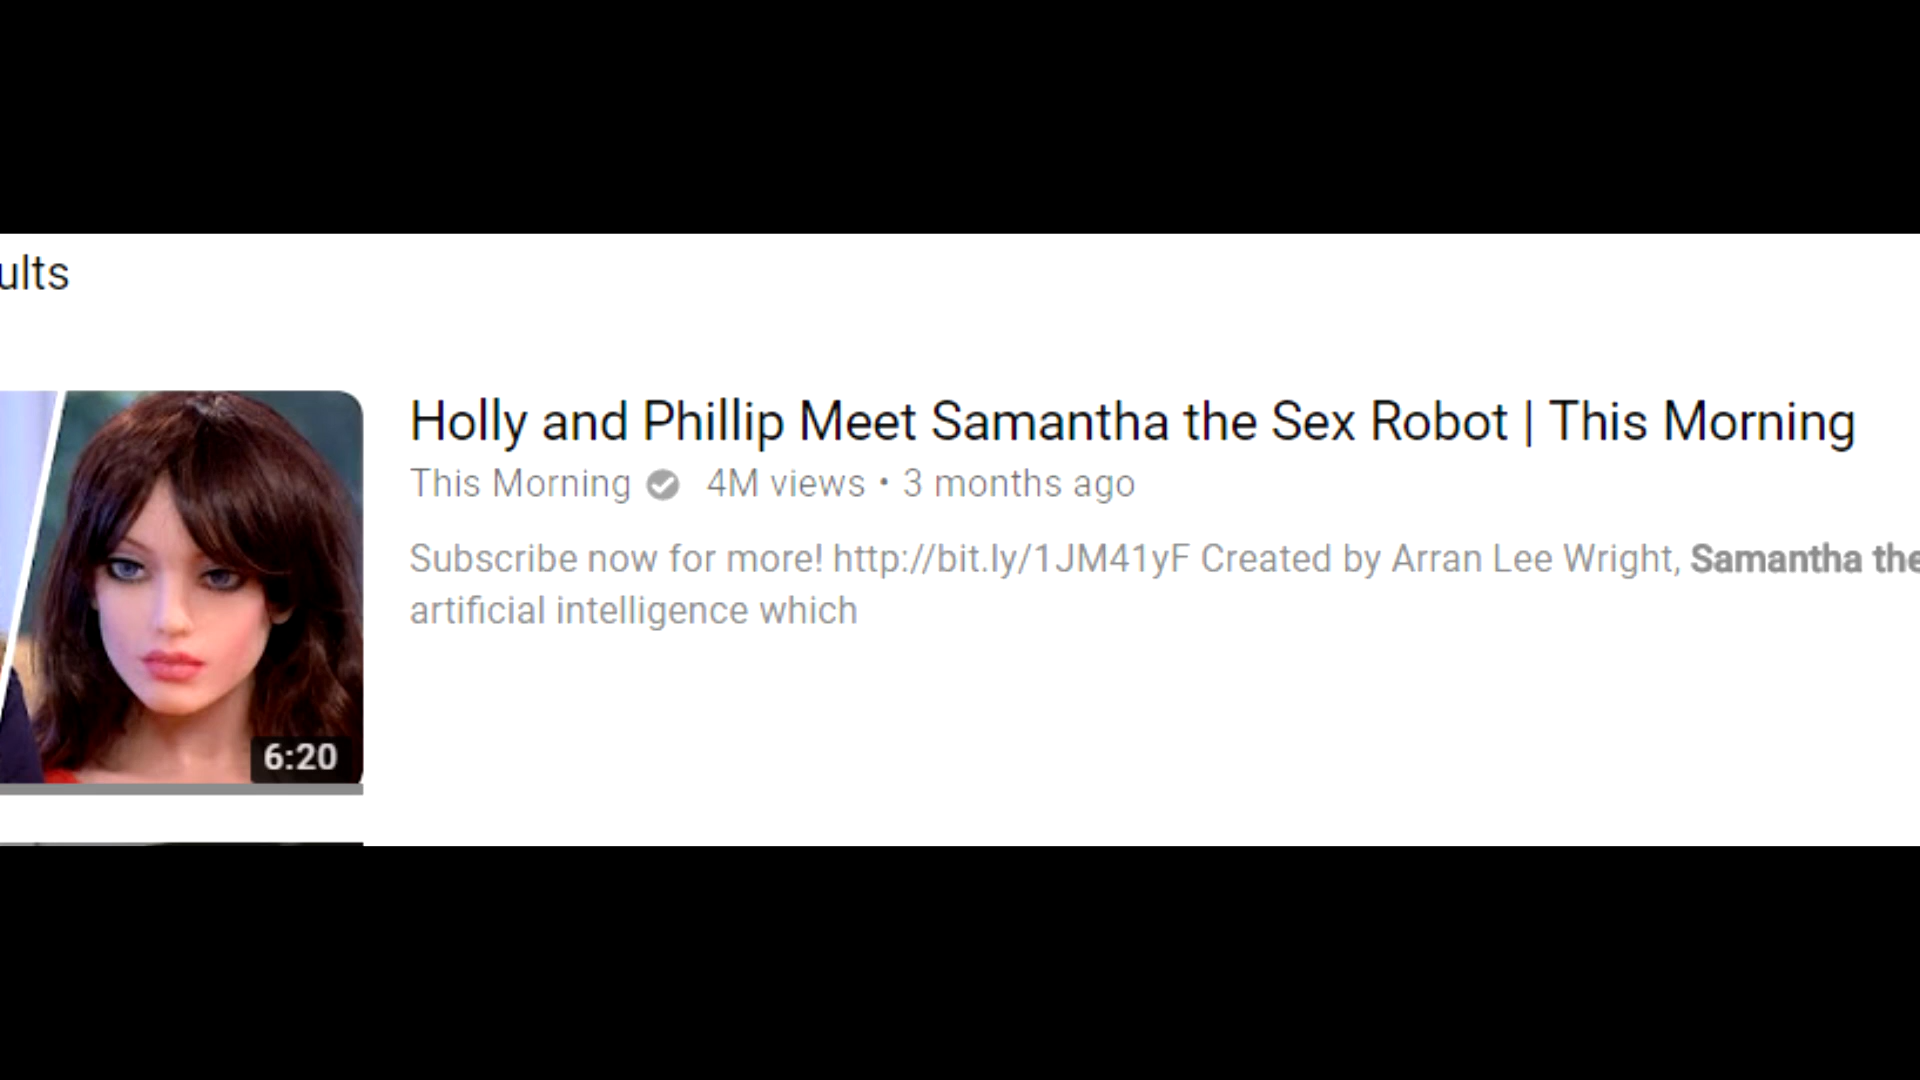 ults
Holly and Phillip Meet Samantha the Sex Robot | This Morning
This Morning 4M views • 3 months ago
Subscribe now for more! http://bit.ly/1JM41yF Created by Arran Lee Wright, Samantha the
artificial intelligence which
6:20